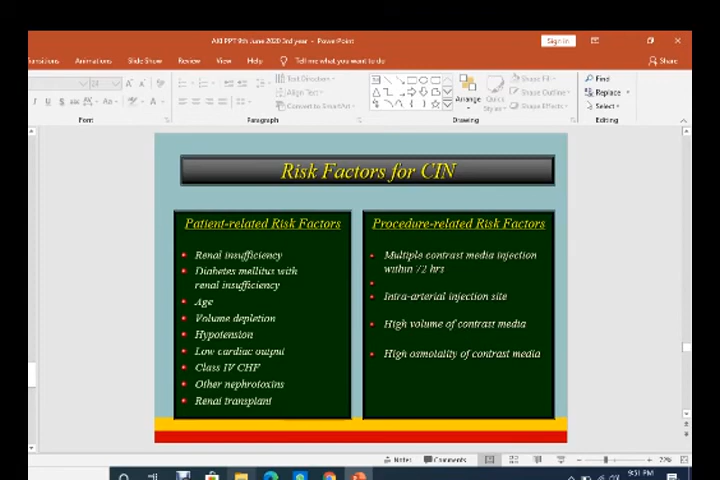 AKI PPT 9th June 2020 3rd year - PowerPoint
Sign in
Transitions Animations Slide Show Review View Help Tell me what you want to do
Share
24
Text Direction
Align Text
Convert to SmartArt
Arrange
Quick Styles
Shape Fill
Shape Outline
Shape Effects
Find
Replace
Select
Font Paragraph Drawing Editing
Risk Factors for CIN
Patient-related Risk Factors
Renal insufficiency
Diabetes mellitus with
renal insufficiency
Age
Volume depletion
Hypotension
Low cardiac output
Class IV CHF
Other nephrotoxins
Renal transplant
Procedure-related Risk Factors
Multiple contrast media injection
within 72 hrs
Intra-arterial injection site
High volume of contrast media
High osmolality of contrast media
Notes Comments
72%
9:51 PM